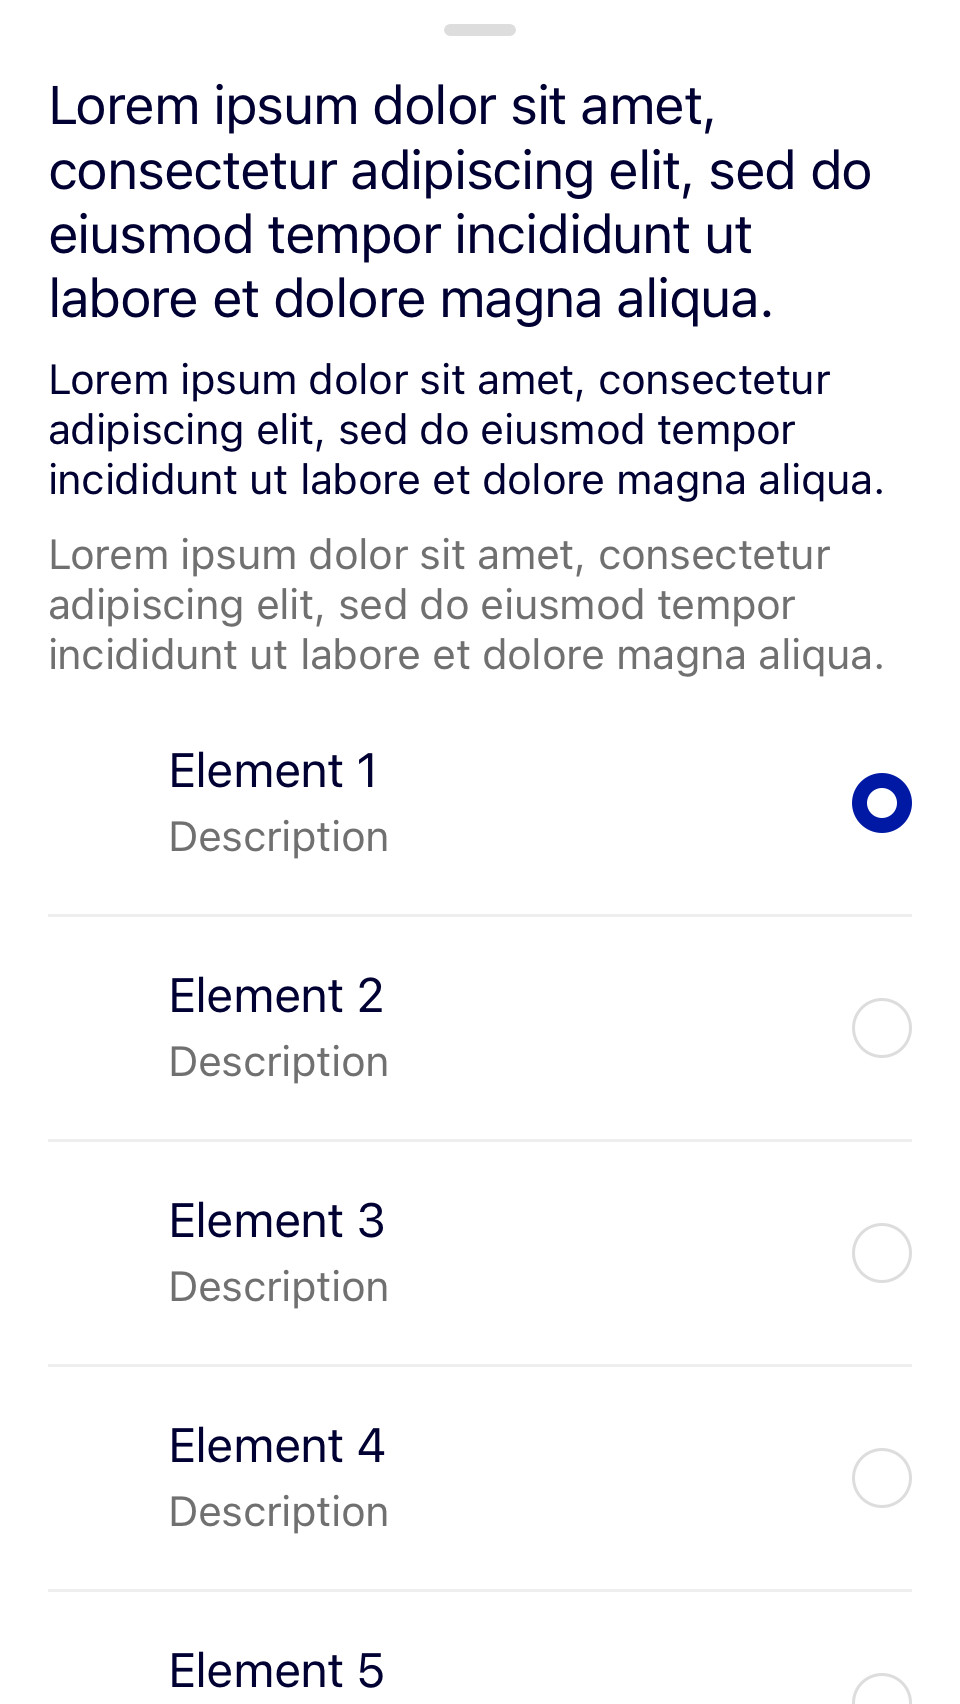 Lorem ipsum dolor sit amet,
consectetur adipiscing elit, sed do
eiusmod tempor incididunt ut
labore et dolore magna aliqua.
Lorem ipsum dolor sit amet, consectetur
adipiscing elit, sed do eiusmod tempor
incididunt ut labore et dolore magna aliqua.
Lorem ipsum dolor sit amet, consectetur
adipiscing elit, sed do eiusmod tempor
incididunt ut labore et dolore magna aliqua.
Element 1
Description
Element 2
Description
Element 3
Description
Element 4
Description
Element 5